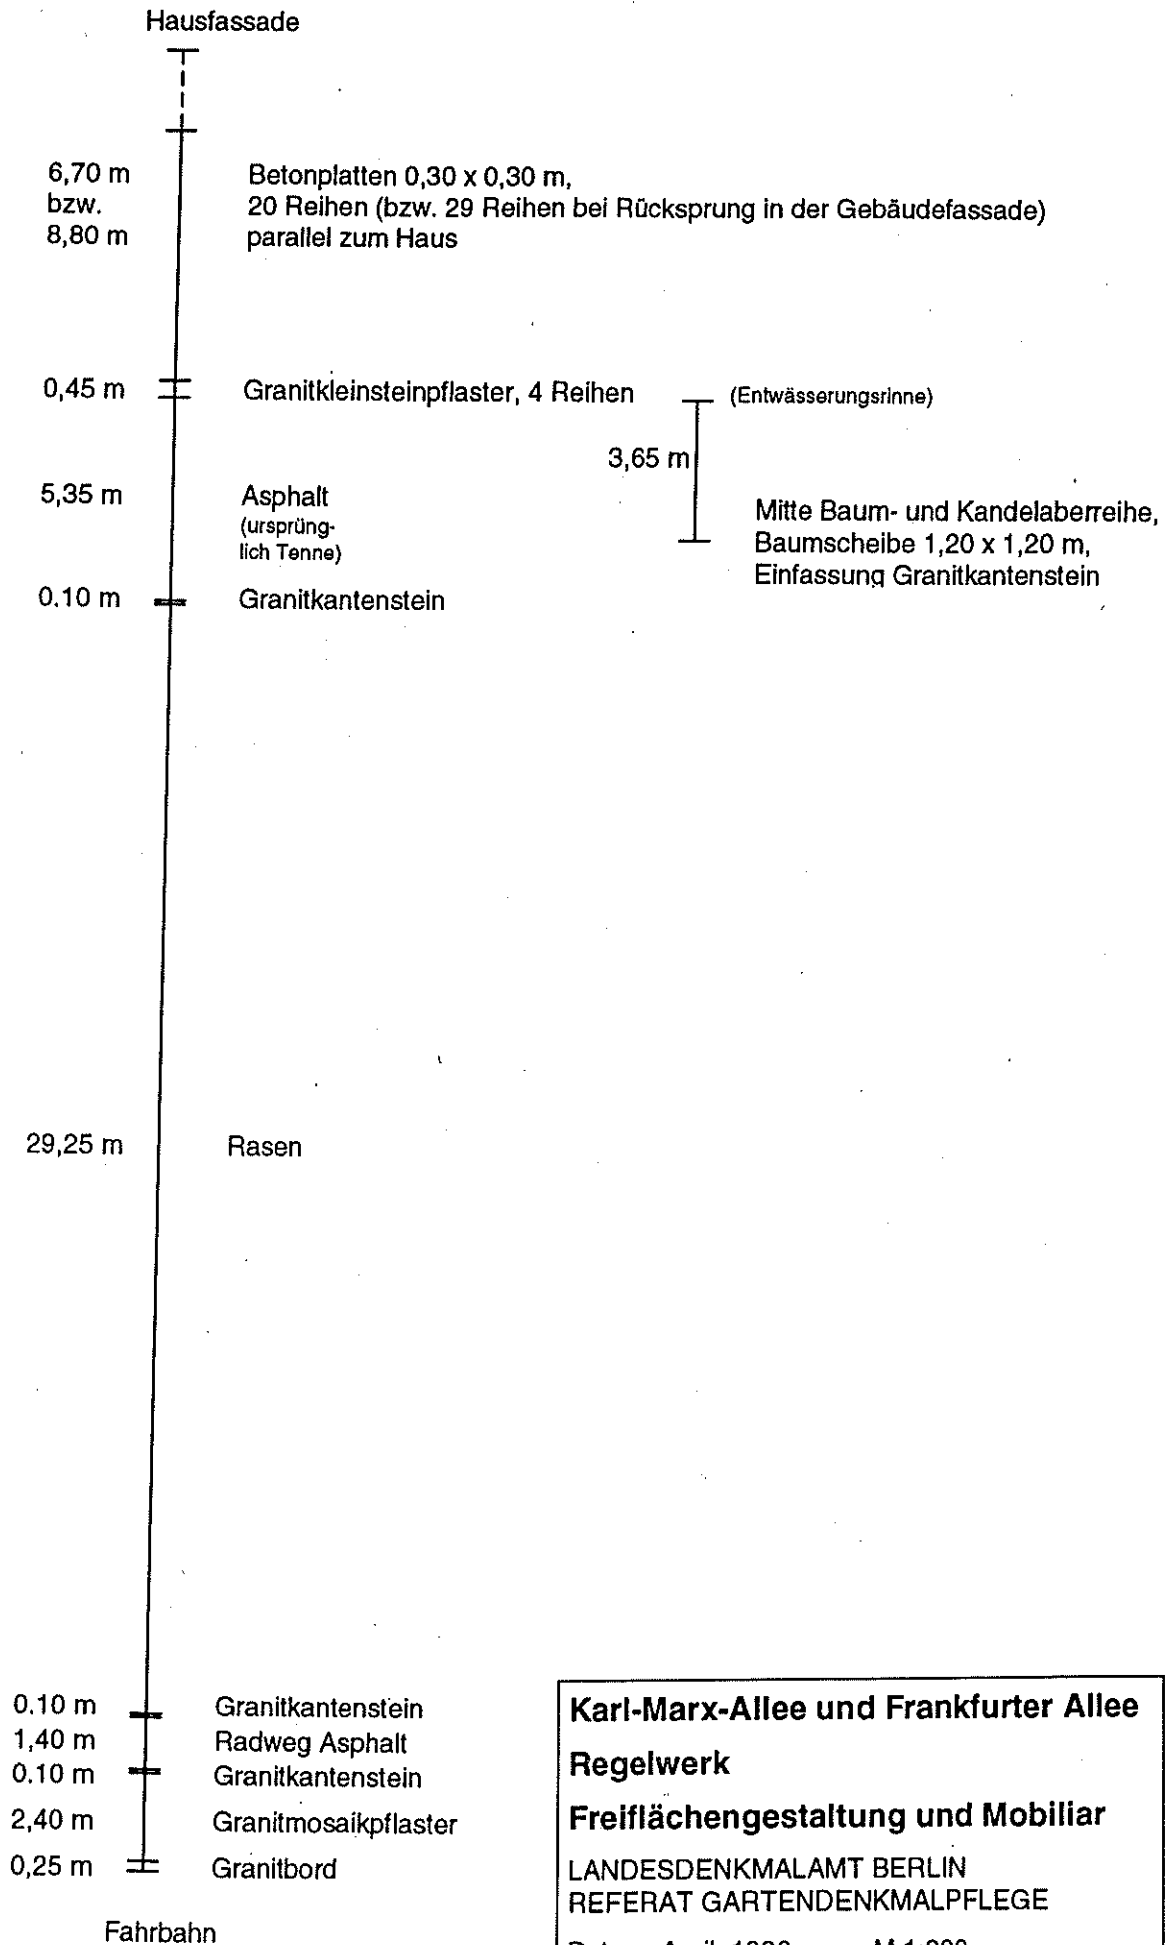 Hausfassade
6,70 m
bzw.
8,80 m
Betonplatten 0,30 x 0,30 m,
20 Reihen (bzw. 29 Reihen bei Rücksprung in der Gebäudefassade)
parallel zum Haus
0,45 m
Granitkleinsteinpflaster, 4 Reihen
(Entwässerungsrinne)
3,65 m
5,35 m
Asphalt
(ursprüng-
lich Tenne)
Mitte Baum- und Kandelaberreihe,
Baumscheibe 1,20 x 1,20 m,
Einfassung Granitkantenstein
0.10 m
Granitkantenstein
29,25 m
Rasen
0.10 m
Granitkantenstein
1,40 m
Radweg Asphalt
0.10 m
Granitkantenstein
2,40 m
Granitmosaikpflaster
0,25 m
Granitbord
Fahrbahn
Karl-Marx-Allee und Frankfurter Allee
Regelwerk
Freiflächengestaltung und Mobiliar
LANDESDENKMALAMT BERLIN
REFERAT GARTENDENKMALPFLEGE